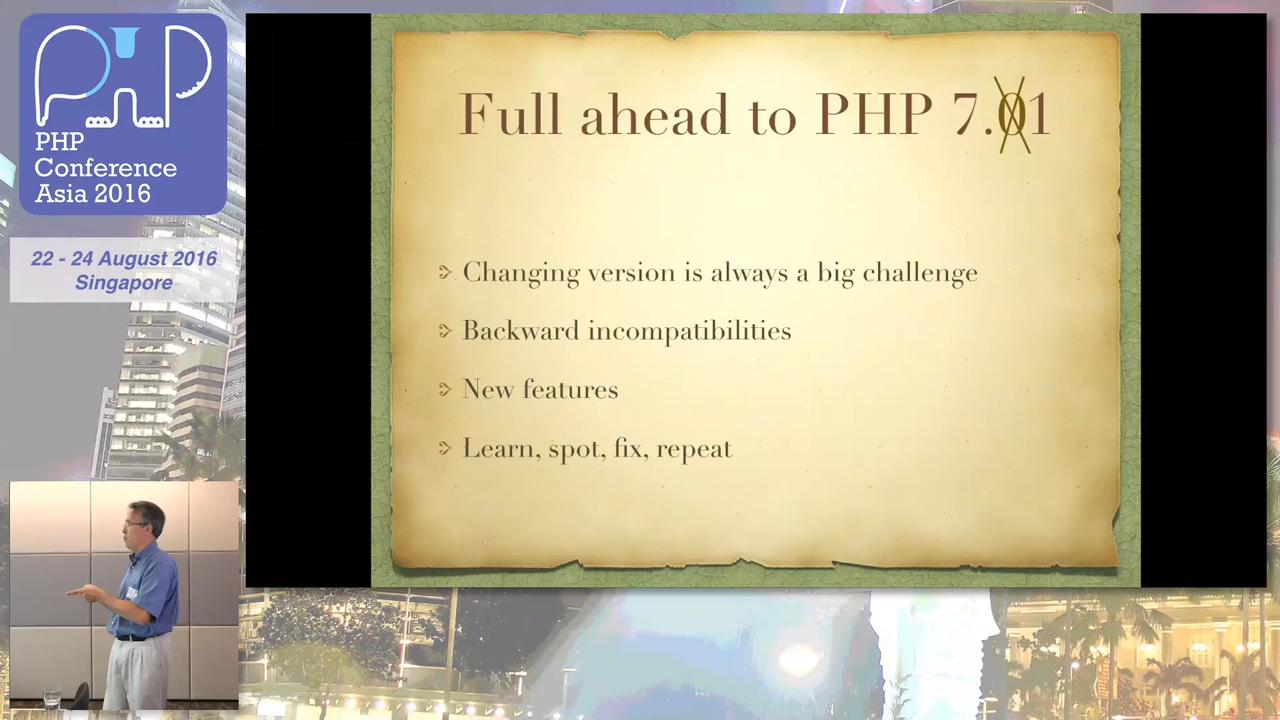 PHP
PHP
Conference
Asia 2016
22 - 24 August 2016
Singapore
Full ahead to PHP 7.01
Changing version is always a big challenge
Backward incompatibilities
New features
Learn, spot, fix, repeat